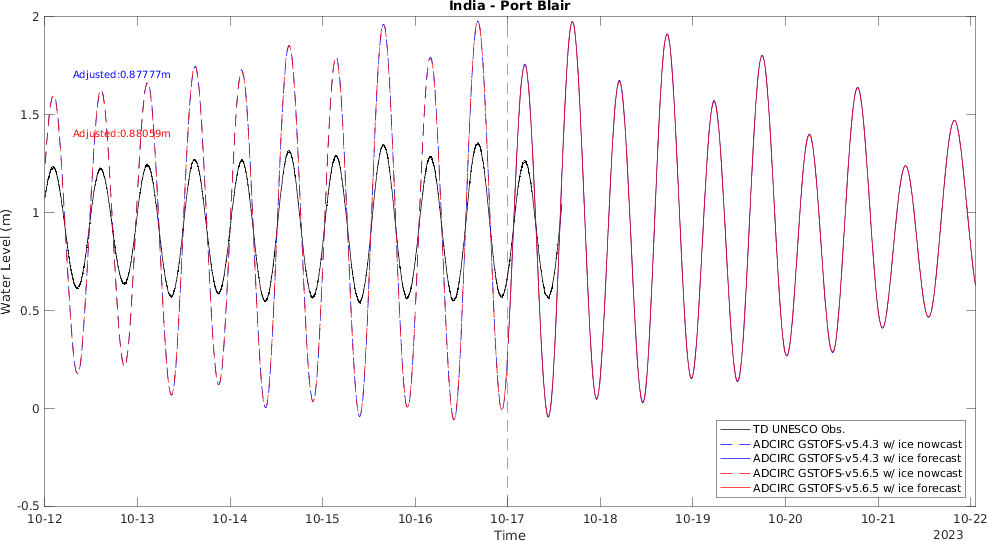 India - Port Blair
2
1.5
1
0.5
0
-0.5
Water Level (m)
Adjusted:0.87777m
Adjusted:0.88059m
TD UNESCO Obs.
ADCIRC GSTOFS-v5.4.3 w/ ice nowcast
ADCIRC GSTOFS-v5.4.3 w/ ice forecast
ADCIRC GSTOFS-v5.6.5 w/ ice nowcast
ADCIRC GSTOFS-v5.6.5 w/ ice forecast
10-12 10-13 10-14 10-15 10-16 10-17 10-18 10-19 10-20 10-21 10-22
Time
2023